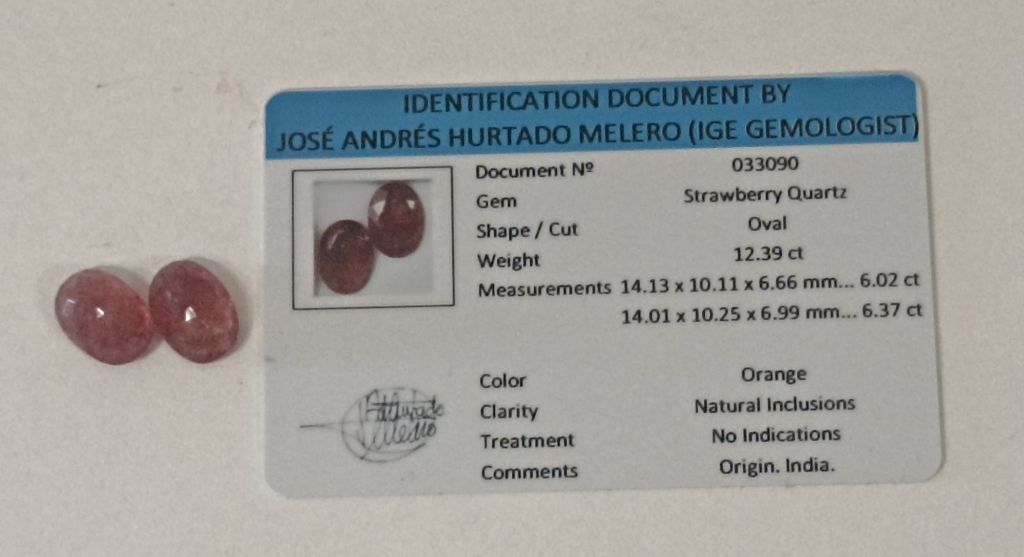 IDENTIFICATION DOCUMENT BY
JOSÉ ANDRÉS HURTADO MELERO (IGE GEMOLOGIST)
Document Nº 033090
Gem Strawberry Quartz
Shape / Cut Oval
Weight 12.39 ct
Measurements 14.13 x 10.11 x 6.66 mm... 6.02 ct
14.01 x 10.25 x 6.99 mm... 6.37 ct
Color Orange
Clarity Natural Inclusions
Treatment No Indications
Comments Origin. India.